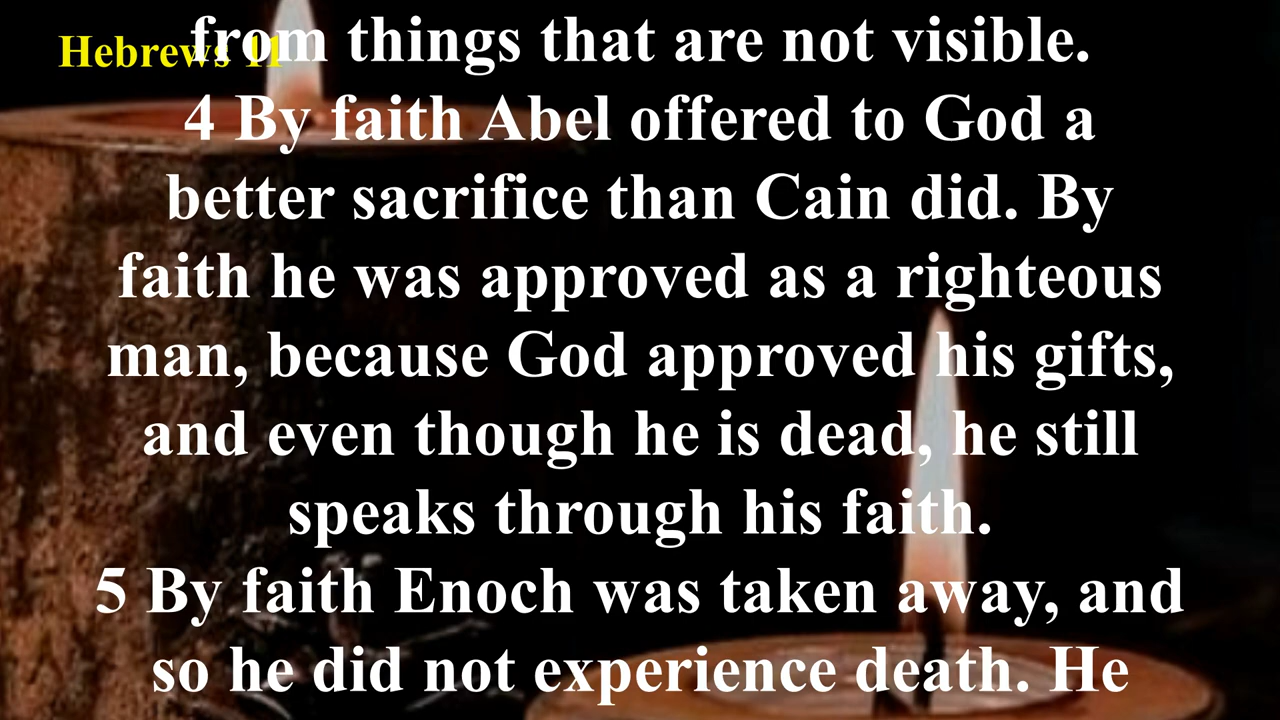 Hebrews 11
from things that are not visible.
4 By faith Abel offered to God a
better sacrifice than Cain did. By
faith he was approved as a righteous
man, because God approved his gifts,
and even though he is dead, he still
speaks through his faith.
5 By faith Enoch was taken away, and
so he did not experience death. He